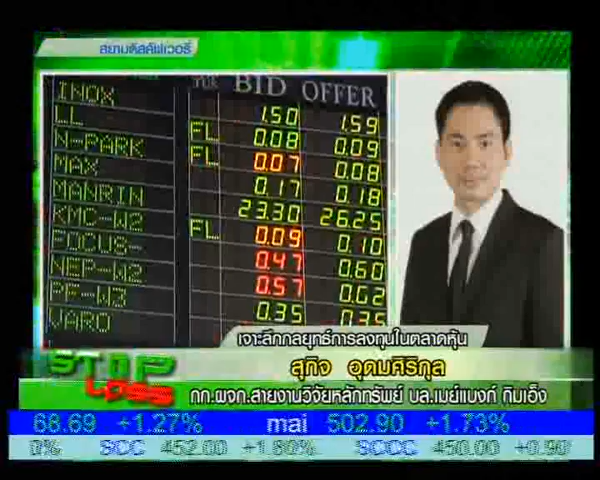 สยามดิสคัฟเวอรี่
BID OFFER
INOX 1.50 1.59
LL FL 0.08 0.09
N-PARK FL 0.07 0.08
MAX 0.17 0.18
MANRIN 23.30 26.25
KMC-W2 FL 0.09 0.10
FOCUS- 0.47 0.60
NEP-W2 0.57
PF-W3 0.35 0.35
VARO
เจาะลึกกลยุทธ์การลงทุนในตลาดหุ้น
STOP สุกิจ อุดมศิริกุล
LOSS กก.ผจก.สายงานวิจัยหลักทรัพย์ บล.เมย์แบงก์ กิมเอ็ง
68.69 +1.27% mai 502.90 +1.73%
0% SCC 452.00 +1.80% SCCC 450.00 +0.90